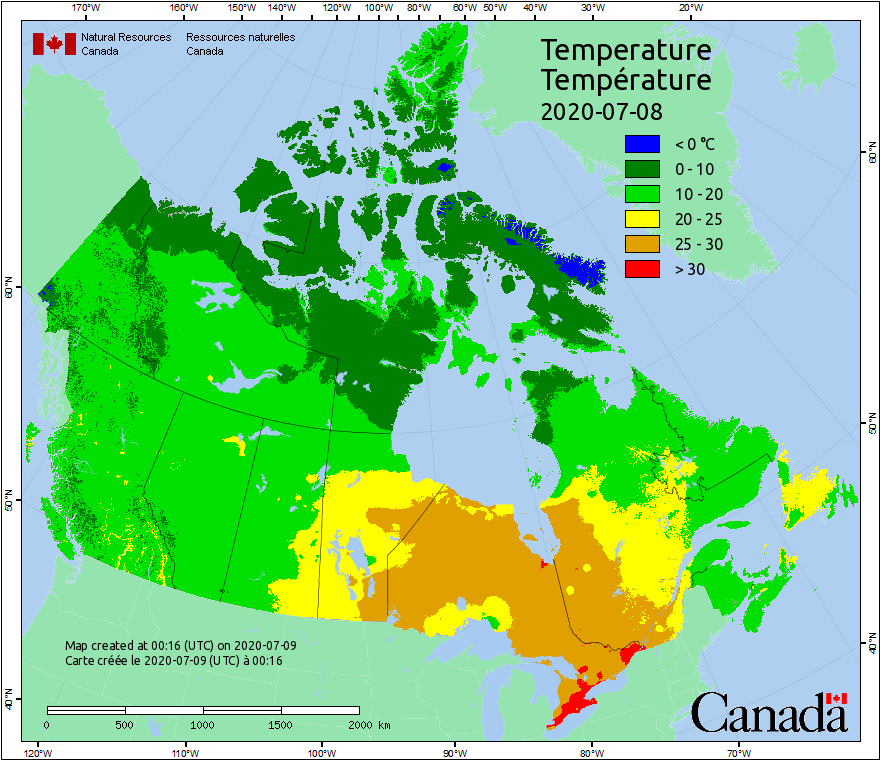 170°W 160°W 150°W 140°W 130°W 120°W 110°W 100°W 90°W 80°W 70°W 60°W 50°W 40°W 30°W 20°W
Natural Resources Ressources naturelles
Canada Canada
Temperature
Température
2020-07-08
< 0 °C
0 - 10
10 - 20
20 - 25
25 - 30
> 30
60°N
60°N
50°N
50°N
40°N
40°N
Map created at 00:16 (UTC) on 2020-07-09
Carte créée le 2020-07-09 (UTC) à 00:16
0 500 1000 1500 2000 km
Canada
120°W 110°W 100°W 90°W 80°W 70°W